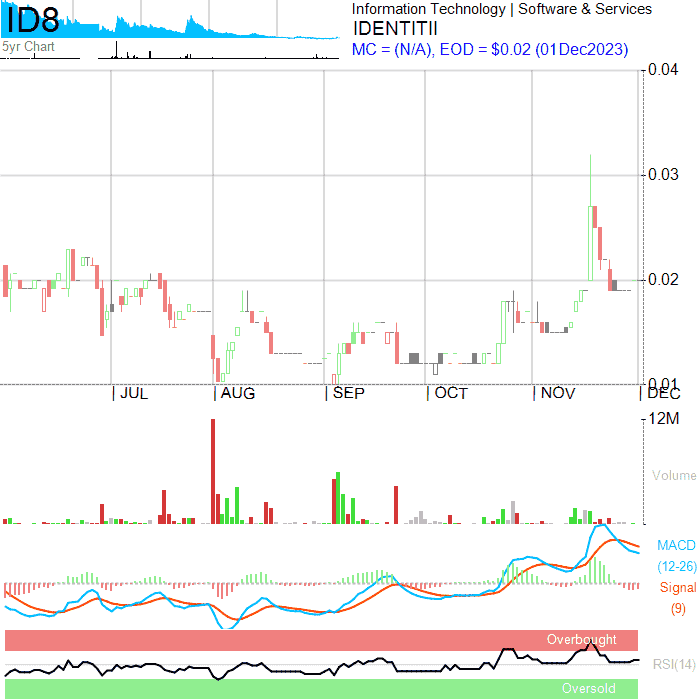 ID8
5yr Chart
Information Technology | Software & Services
IDENTITII
MC = (N/A), EOD = $0.02 (01Dec2023)
0.04
0.03
0.02
0.01
JUL
AUG
SEP
OCT
NOV
DEC
12M
Volume
MACD
(12-26)
Signal
(9)
Overbought
RSI(14)
Oversold